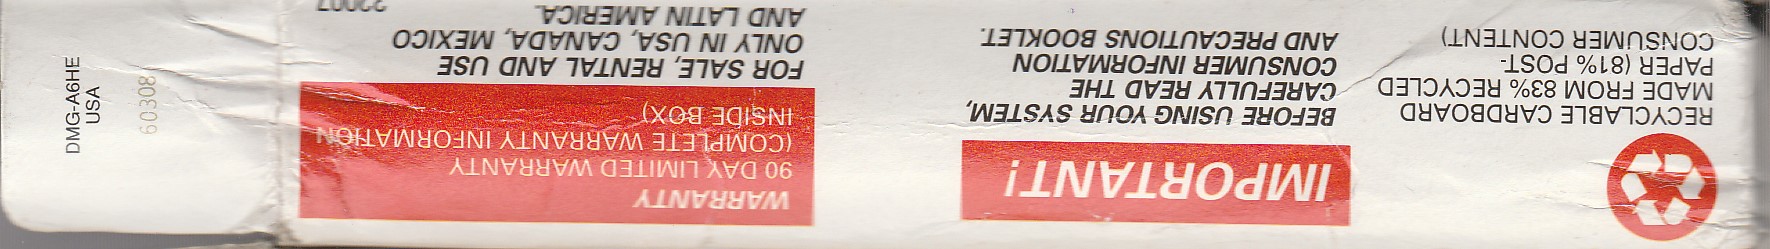 RECYCLABLE CARDBOARD
MADE FROM 83% RECYCLED
PAPER (81% POST-
CONSUMER CONTENT)
IMPORTANT!
BEFORE USING YOUR SYSTEM,
CAREFULLY READ THE
CONSUMER INFORMATION
AND PRECAUTIONS BOOKLET.
WARRANTY
90 DAY LIMITED WARRANTY
(COMPLETE WARRANTY INFORMATION
INSIDE BOX)
FOR SALE, RENTAL AND USE
ONLY IN USA, CANADA, MEXICO
AND LATIN AMERICA.
DMG-A6HE
USA
60308